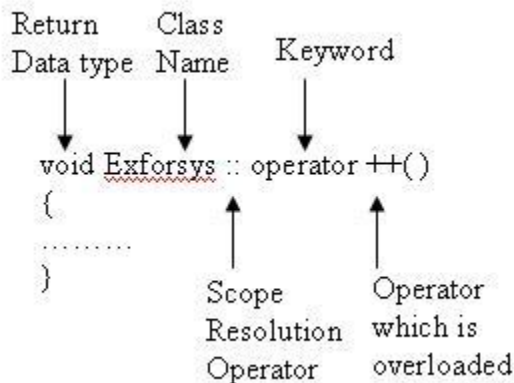 Return
Data type
Class
Name
Keyword
void Exforsys :: operator ++()
{
.........
}
Scope
Resolution
Operator
Operator
which is
overloaded